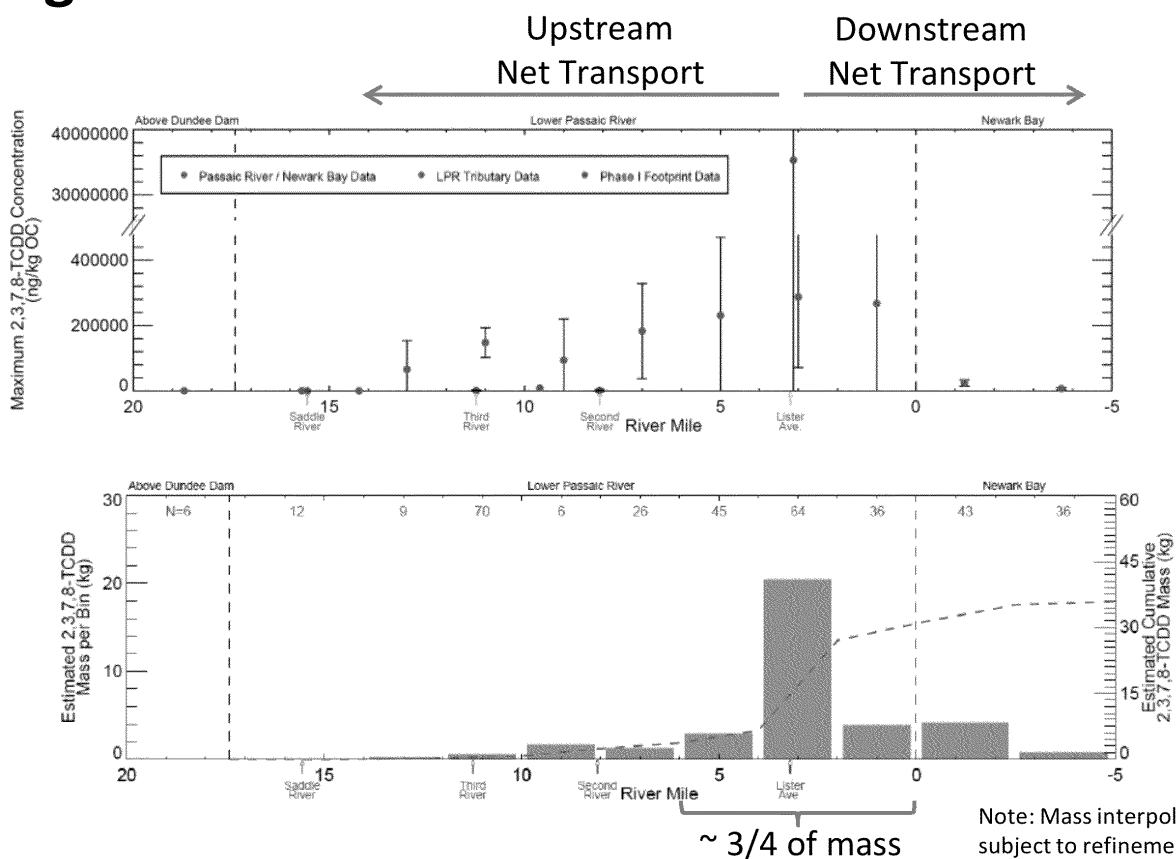 Upstream
Net Transport
Downstream
Net Transport
Above Dundee Dam
Lower Passaic River
Newark Bay
Maximum 2,3,7,8-TCDD Concentration
(ng/kg OC)
40000000
30000000
400000
200000
0
Passaic River / Newark Bay Data
LPR Tributary Data
Phase I Footprint Data
20
15
10
5
0
-5
Saddle
River
Third
River
Second
River
River Mile
Lister
Ave.
Above Dundee Dam
Lower Passaic River
Newark Bay
Estimated 2,3,7,8-TCDD
Mass per Bin (kg)
30
20
10
0
N=6
12
9
70
6
26
45
64
36
43
36
60
45
30
15
0
Estimated Cumulative
2,3,7,8-TCDD Mass (kg)
20
15
10
5
0
-5
Saddle
River
Third
River
Second
River
River Mile
Lister
Ave
~ 3/4 of mass
Note: Mass interpol
subject to refineme